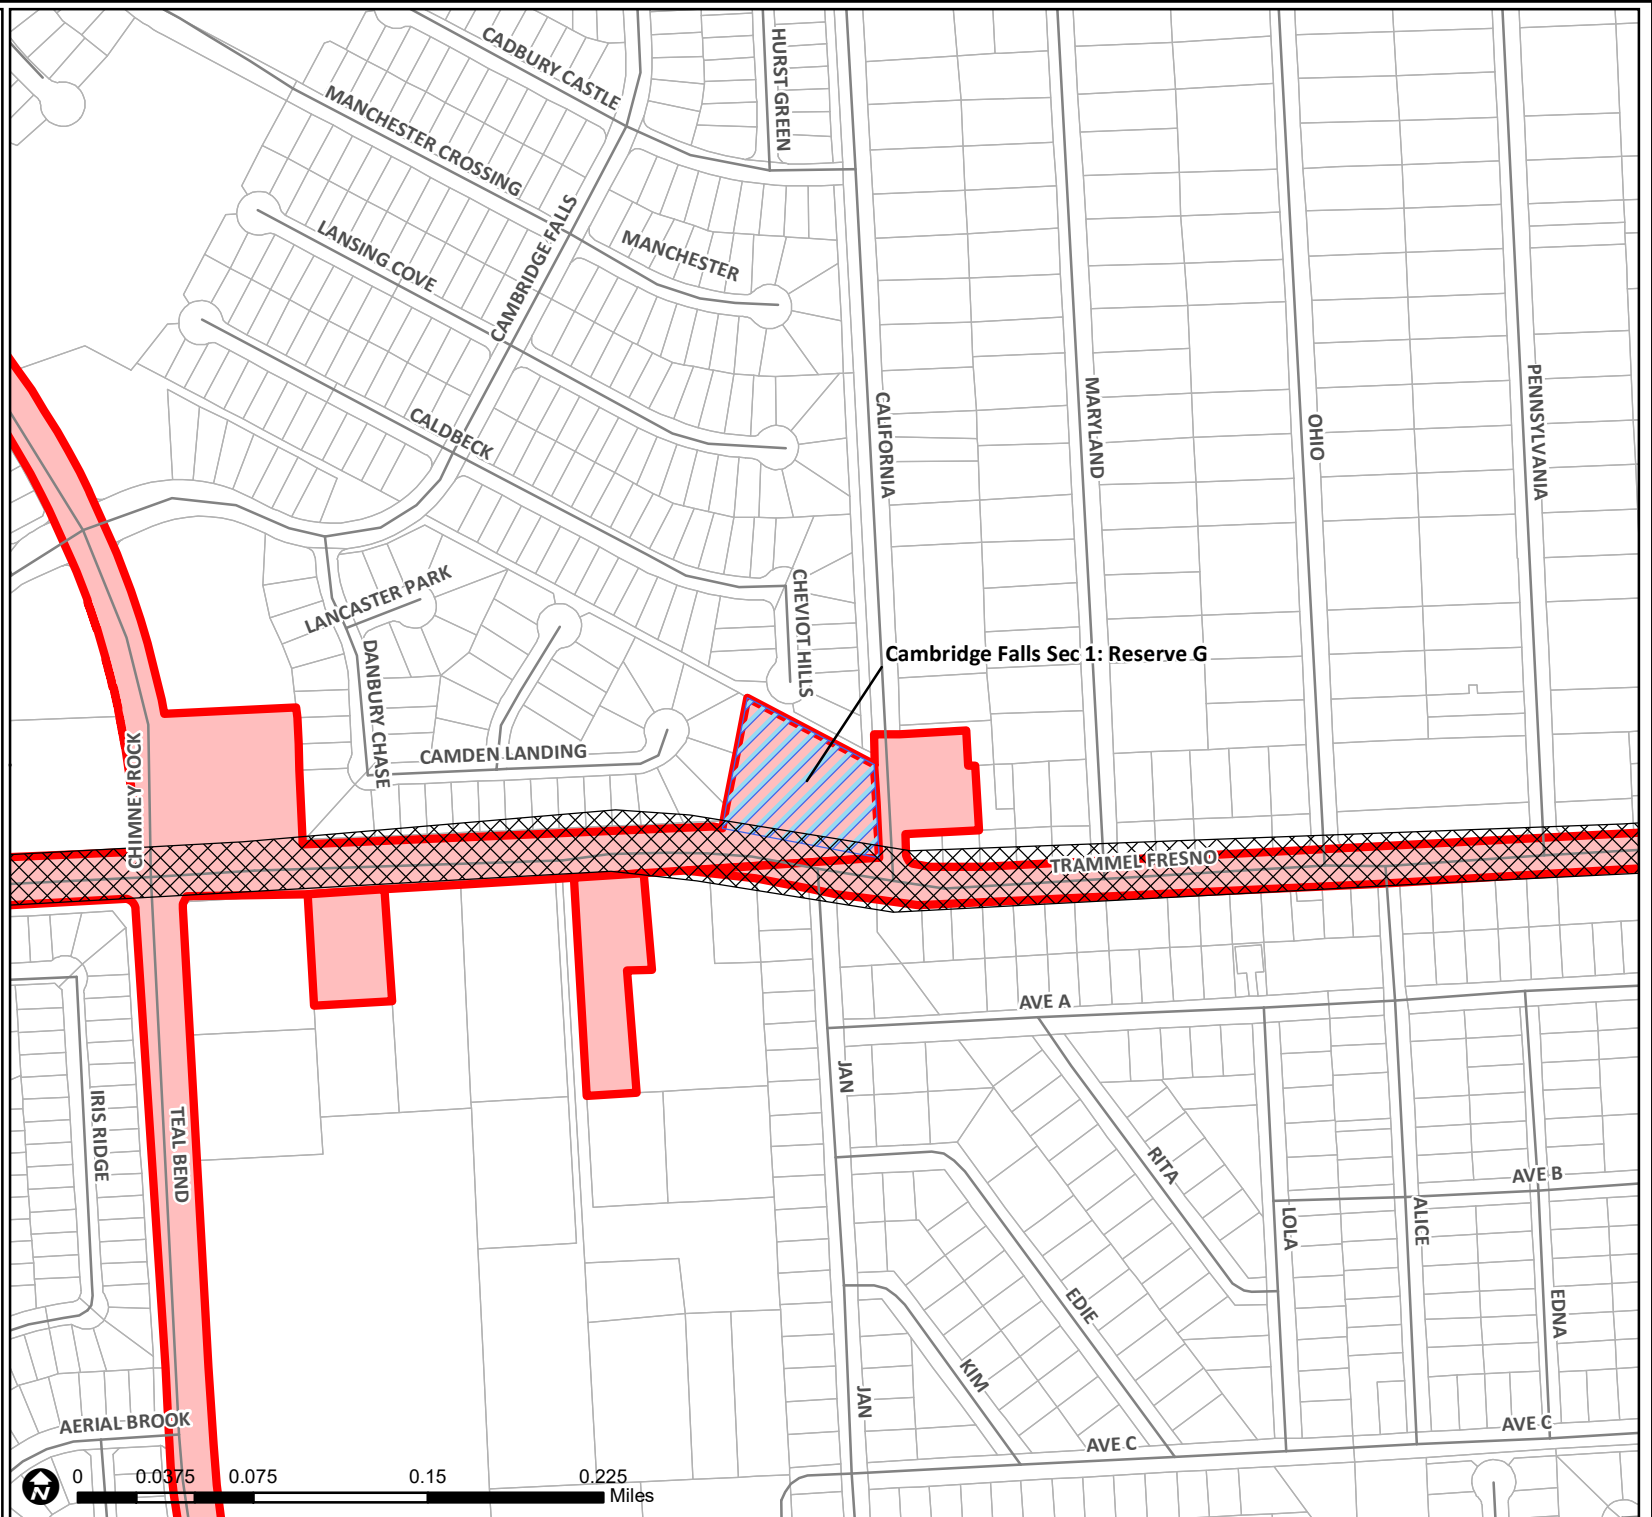 CADBURY CASTLE
HURST GREEN
MANCHESTER CROSSING
CAMBRIDGE FALLS
MANCHESTER
LANSING COVE
CALDBECK
CALIFORNIA
MARYLAND
OHIO
PENNSYLVANIA
LANCASTER PARK
CHEVIOT HILLS
DANBURY CHASE
Cambridge Falls Sec 1: Reserve G
CAMDEN LANDING
CHIMNEY ROCK
TRAMMEL FRESNO
AVE A
JAN
IRIS RIDGE
TEAL BEND
RITA
AVE B
LOLA
ALICE
EDIE
EDNA
KIM
JAN
AERIAL BROOK
AVE C
AVE C
N
0 0.0375 0.075 0.15 0.225
Miles